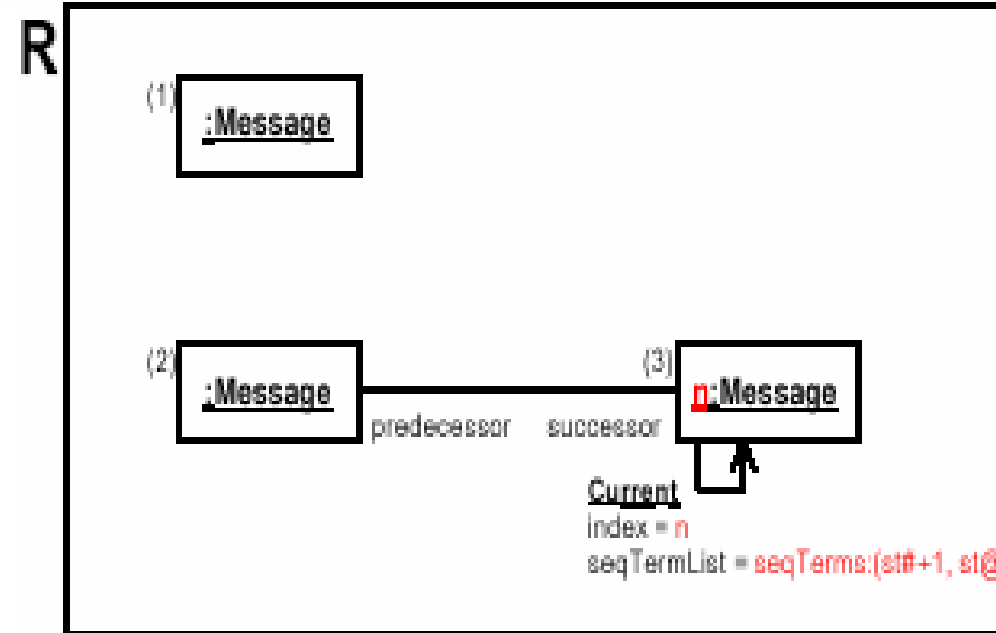 R
(1)
:Message
(2)
:Message
(3)
n:Message
predecessor
successor
Current
index = n
seqTermList = seqTerms:(st#+1, st@